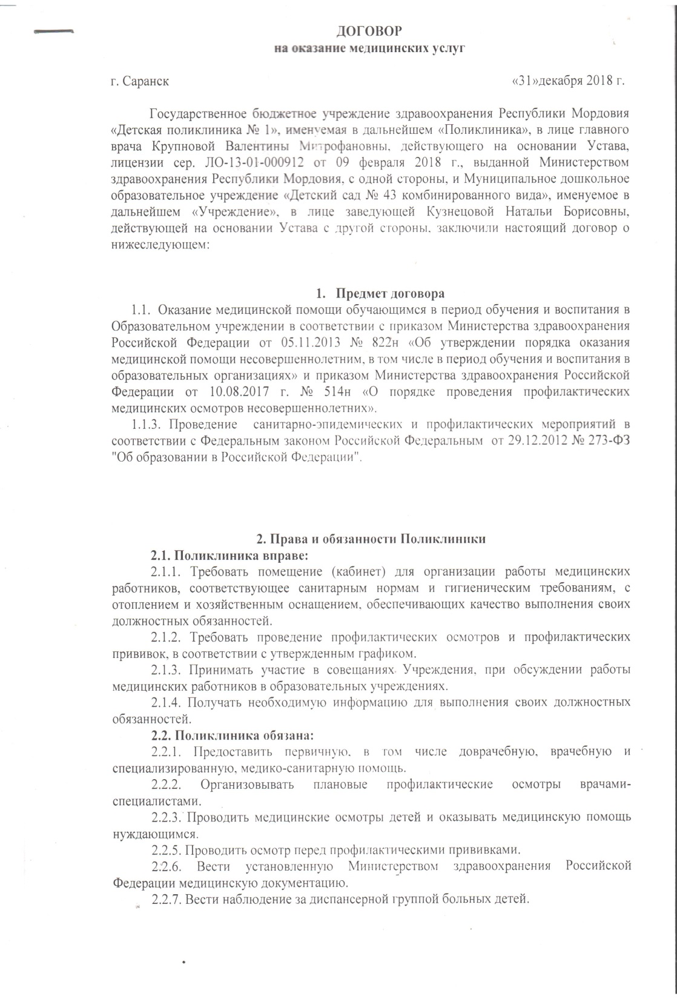 ДОГОВОР
на оказание медицинских услуг
г. Саранск «31»декабря 2018 г.
Государственное бюджетное учреждение здравоохранения Республики Мордовия
«Детская поликлиника № 1», именуемая в дальнейшем «Поликлиника», в лице главного
врача Крупновой Валентины Митрофановны, действующего на основании Устава,
лицензии сер. ЛО-13-01-000912 от 09 февраля 2018 г., выданной Министерством
здравоохранения Республики Мордовия, с одной стороны, и Муниципальное дошкольное
образовательное учреждение «Детский сад № 43 комбинированного вида», именуемое в
дальнейшем «Учреждение», в лице заведующей Кузнецовой Натальи Борисовны,
действующей на основании Устава с другой стороны, заключили настоящий договор о
нижеследующем:
1. Предмет договора
1.1. Оказание медицинской помощи обучающимся в период обучения и воспитания в
Образовательном учреждении в соответствии с приказом Министерства здравоохранения
Российской Федерации от 05.11.2013 № 822н «Об утверждении порядка оказания
медицинской помощи несовершеннолетним, в том числе в период обучения и воспитания в
образовательных организациях» и приказом Министерства здравоохранения Российской
Федерации от 10.08.2017 г. № 514н «О порядке проведения профилактических
медицинских осмотров несовершеннолетних».
1.1.3. Проведение санитарно-эпидемических и профилактических мероприятий в
соответствии с Федеральным законом Российской Федеральным от 29.12.2012 № 273-ФЗ
"Об образовании в Российской Федерации".
2. Права и обязанности Поликлиники
2.1. Поликлиника вправе:
2.1.1. Требовать помещение (кабинет) для организации работы медицинских
работников, соответствующее санитарным нормам и гигиеническим требованиям, с
отоплением и хозяйственным оснащением, обеспечивающих качество выполнения своих
должностных обязанностей.
2.1.2. Требовать проведение профилактических осмотров и профилактических
прививок, в соответствии с утвержденным графиком.
2.1.3. Принимать участие в совещаниях Учреждения, при обсуждении работы
медицинских работников в образовательных учреждениях.
2.1.4. Получать необходимую информацию для выполнения своих должностных
обязанностей.
2.2. Поликлиника обязана:
2.2.1. Предоставить первичную, в том числе доврачебную, врачебную и
специализированную, медико-санитарную помощь.
2.2.2. Организовывать плановые профилактические осмотры врачами-
специалистами.
2.2.3. Проводить медицинские осмотры детей и оказывать медицинскую помощь
нуждающимся.
2.2.5. Проводить осмотр перед профилактическими прививками.
2.2.6. Вести установленную Министерством здравоохранения Российской
Федерации медицинскую документацию.
2.2.7. Вести наблюдение за диспансерной группой больных детей.